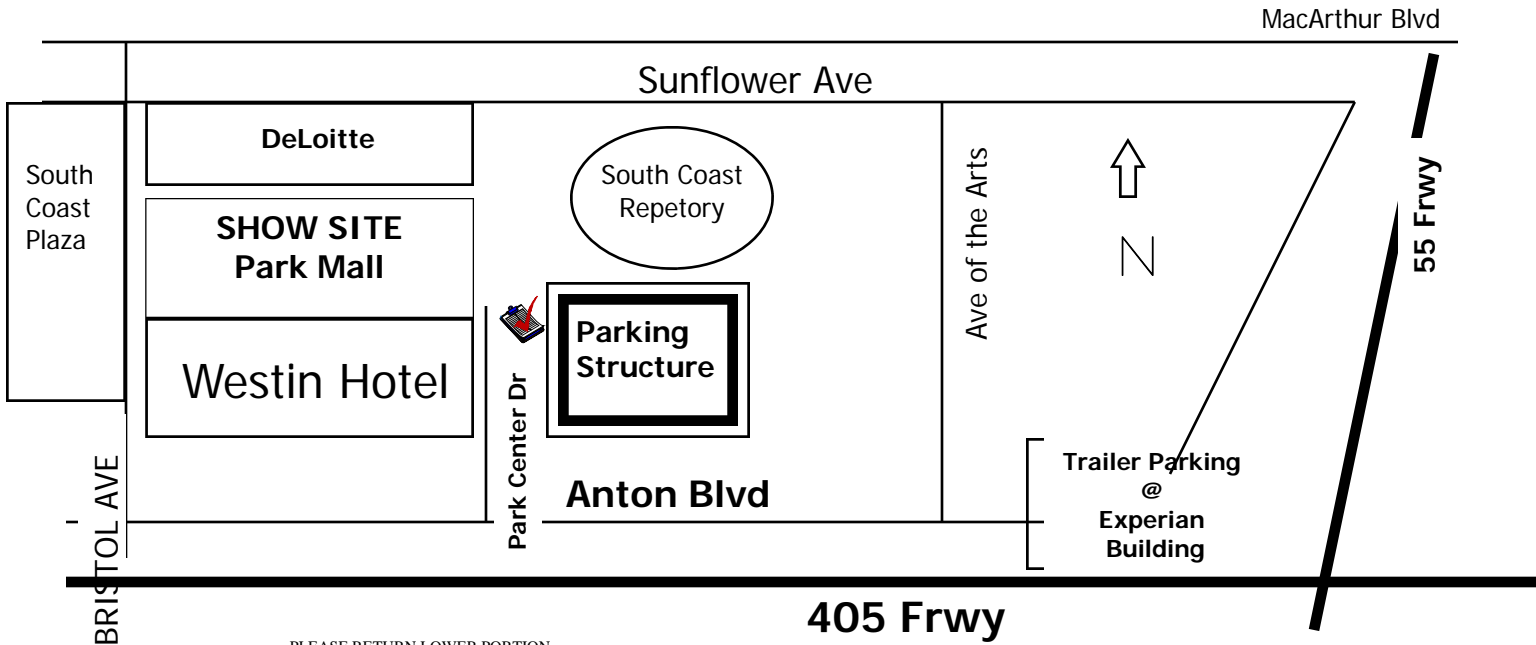 MacArthur Blvd
Sunflower Ave
DeLoitte
South
Coast
Plaza
South Coast
Repetory
SHOW SITE
Park Mall
Ave of the Arts
55 Frwy
N
Parking
Structure
Westin Hotel
Park Center Dr
Trailer Parking
@
Experian
Building
Anton Blvd
BRISTOL AVE
405 Frwy
PLEASE RETURN LOWER PORTION